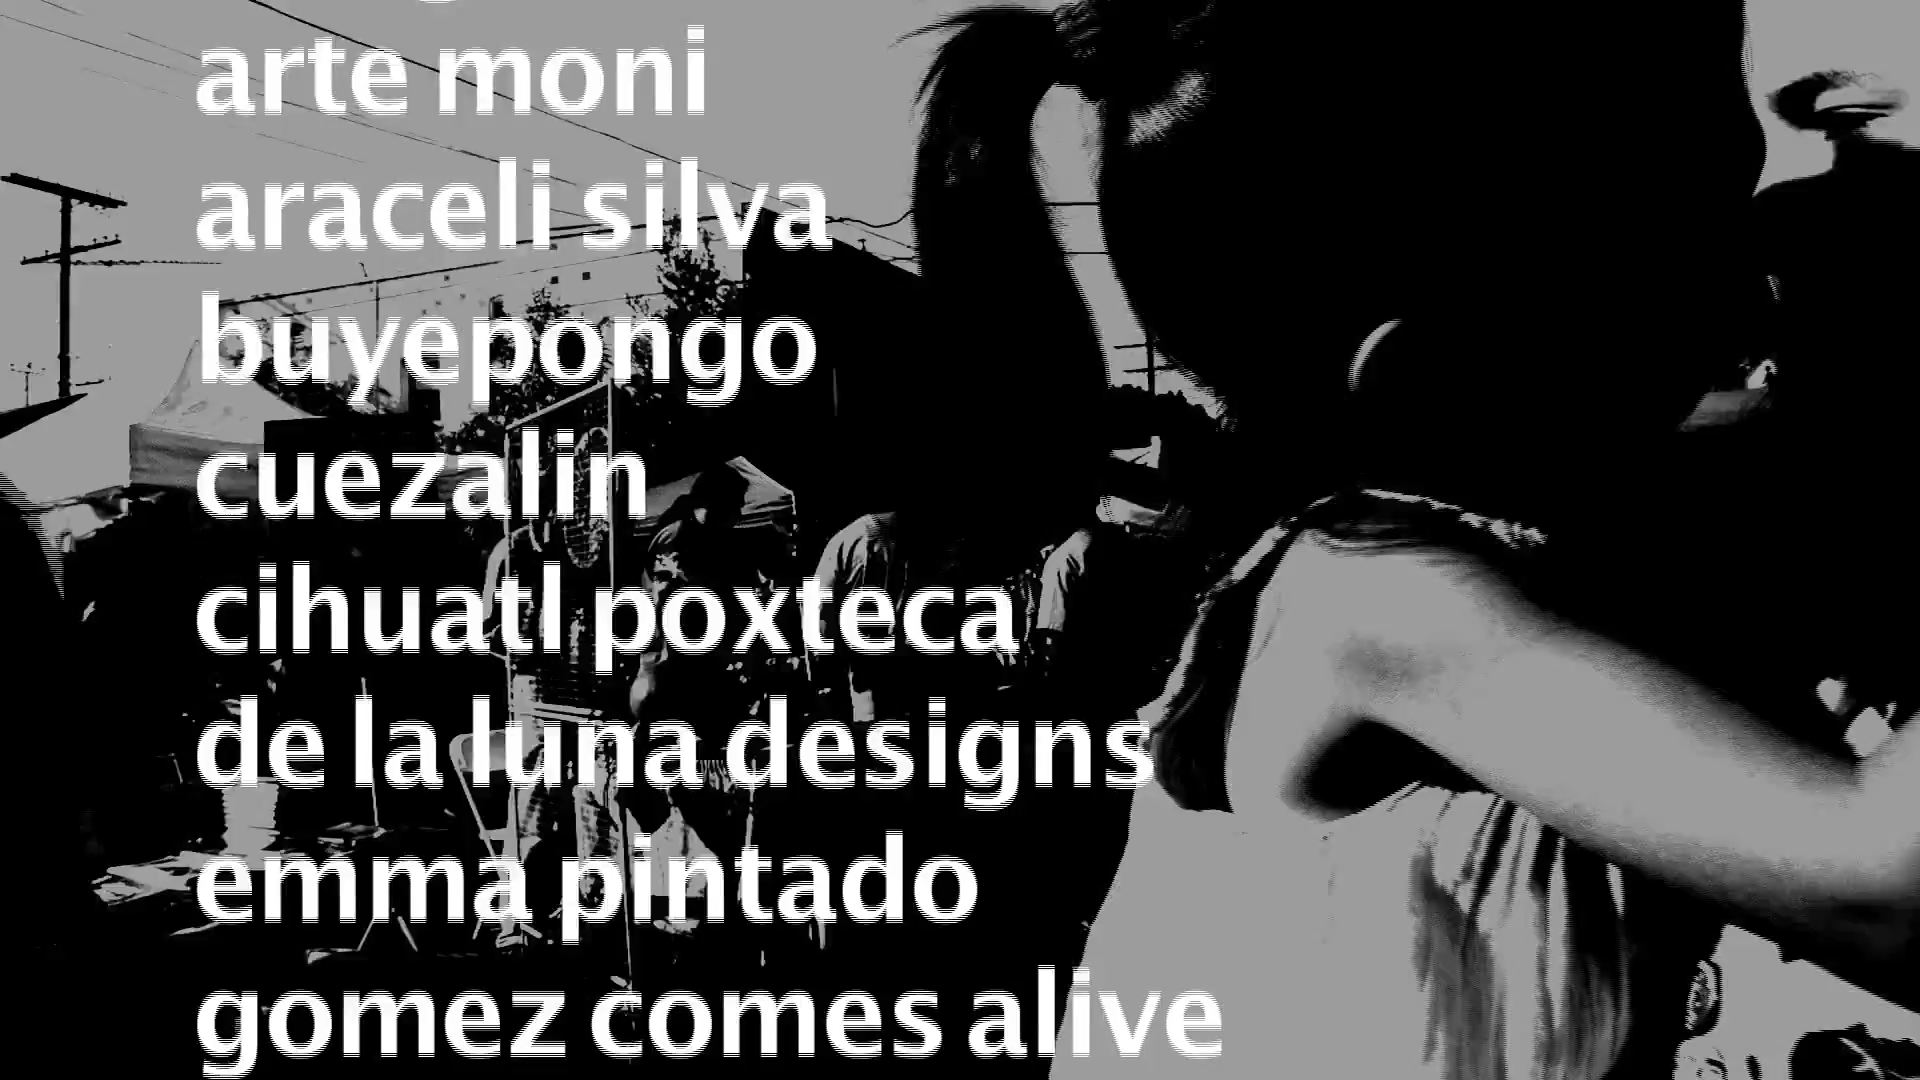 arte moni
araceli silva
buyepongo
cuezalin
cihuatl poxteca
de la luna designs
emma pintado
gomez comes alive